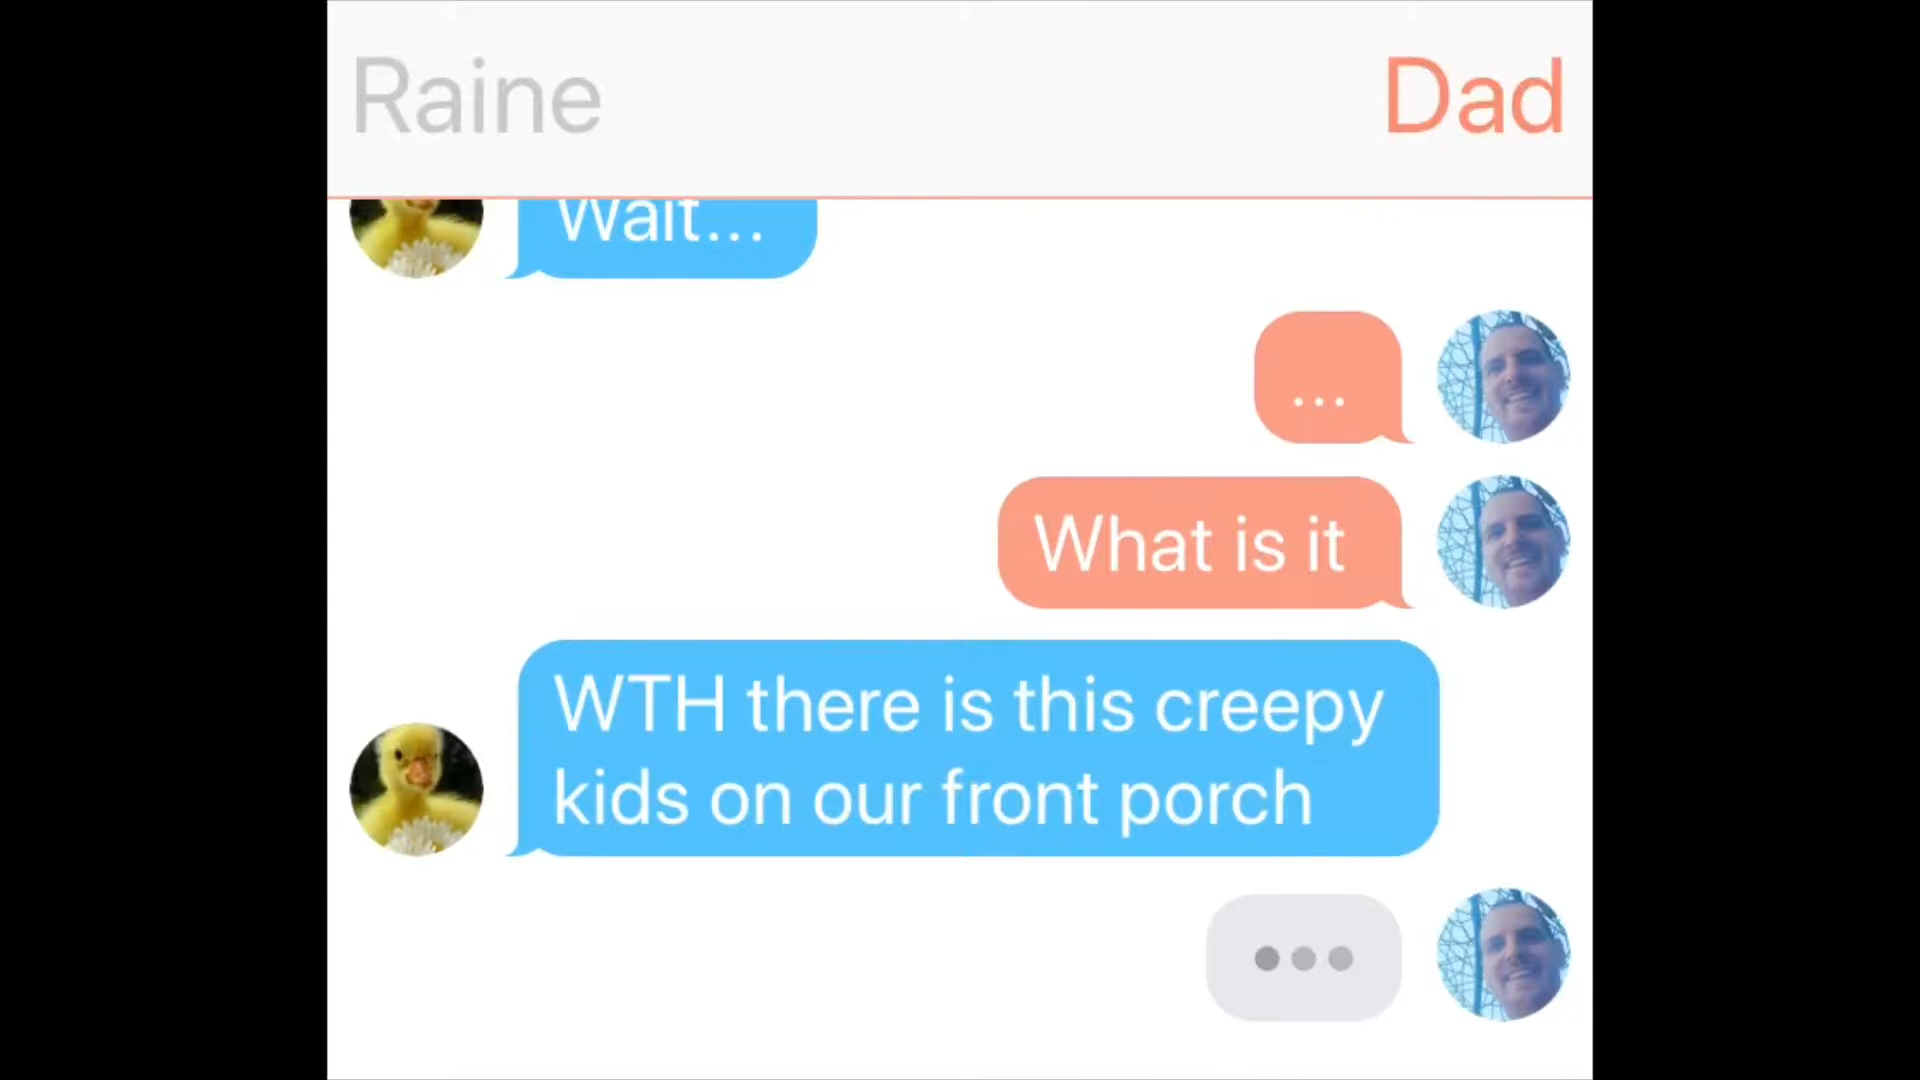 Raine
Dad
Wait...
...
What is it
WTH there is this creepy
kids on our front porch